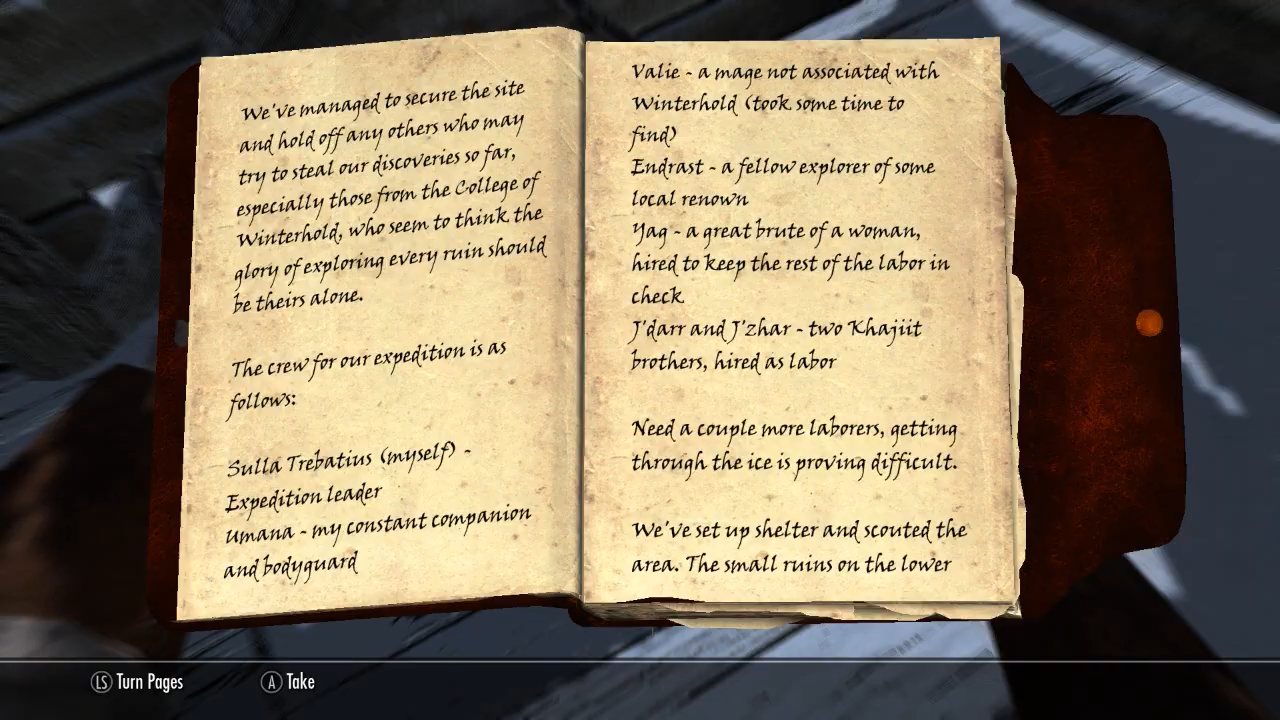 We've managed to secure the site
and hold off any others who may
try to steal our discoveries so far,
especially those from the College of
Winterhold, who seem to think the
glory of exploring every ruin should
be theirs alone.
The crew for our expedition is as
follows:
Sulla Trebatius (myself) -
Expedition leader
Umana - my constant companion
and bodyguard
Valie - a mage not associated with
Winterhold (took some time to
find)
Endrast - a fellow explorer of some
local renown
Yag - a great brute of a woman,
hired to keep the rest of the labor in
check
J'darr and J'zhar - two Khajiit
brothers, hired as labor
Need a couple more laborers, getting
through the ice is proving difficult.
We've set up shelter and scouted the
area. The small ruins on the lower
LS Turn Pages
A Take